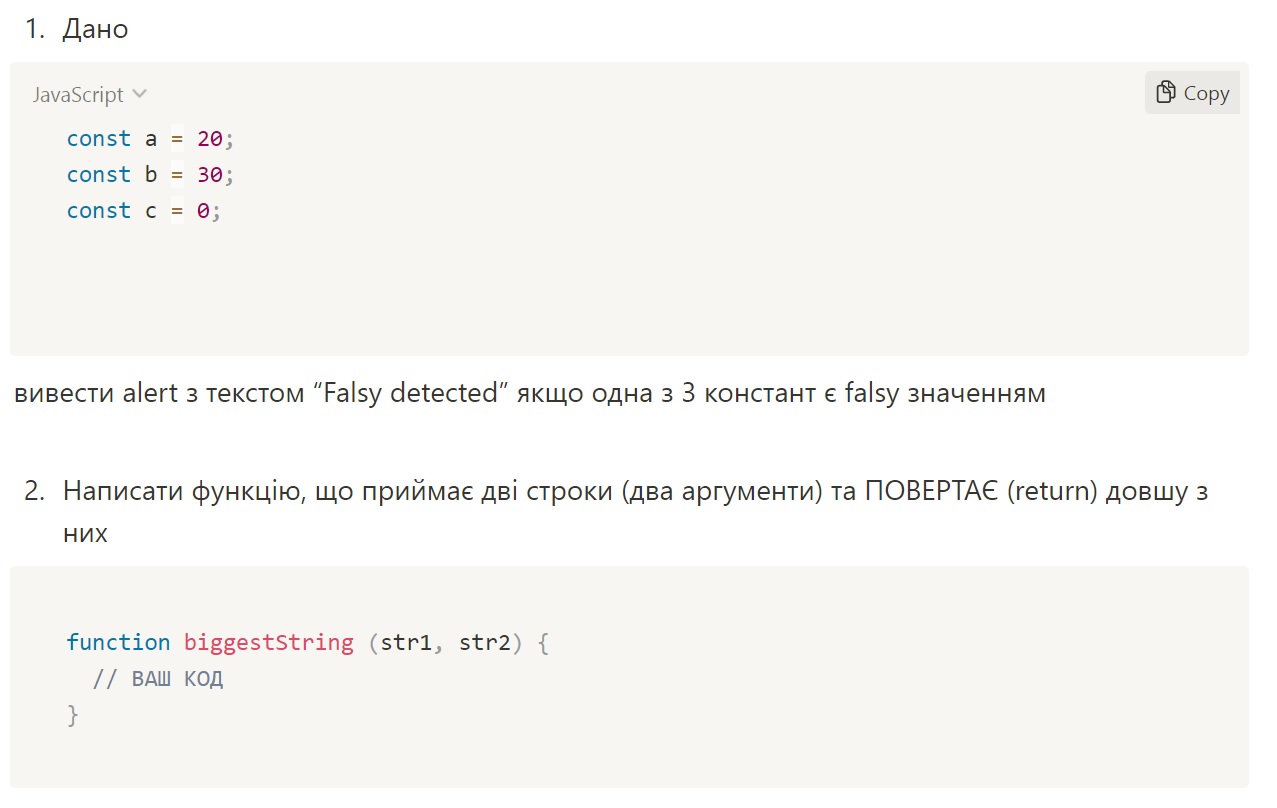 1. Дано
JavaScript
Copy
const a = 20;
const b = 30;
const c = 0;
вивести alert з текстом “Falsy detected” якщо одна з 3 констант є falsy значенням
2. Написати функцію, що приймає дві строки (два аргументи) та ПОВЕРТАЄ (return) довшу з
них
function biggestString (str1, str2) {
// ВАШ КОД
}